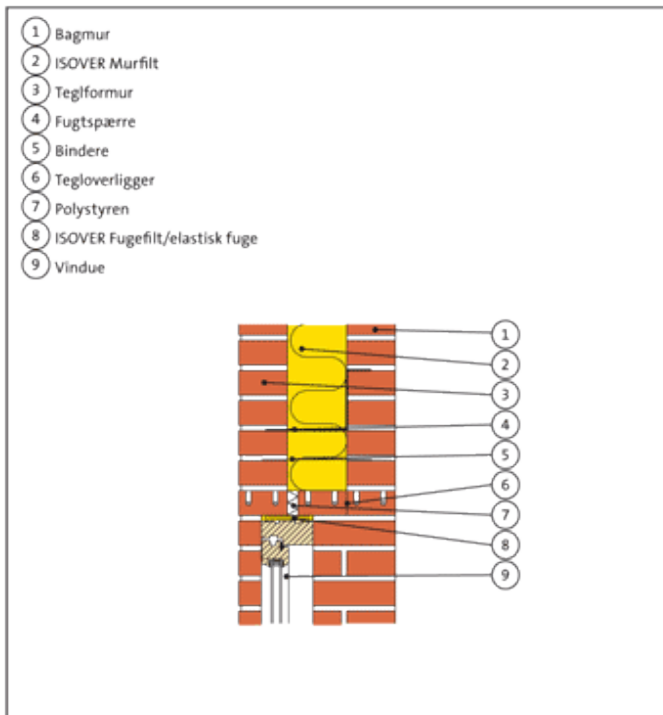 1 Bagmur
2 ISOVER Murfilt
3 Teglformur
4 Fugtspærre
5 Bindere
6 Tegloverligger
7 Polystyren
8 ISOVER Fugefilt/elastisk fuge
9 Vindue
1
2
3
4
5
6
7
8
9